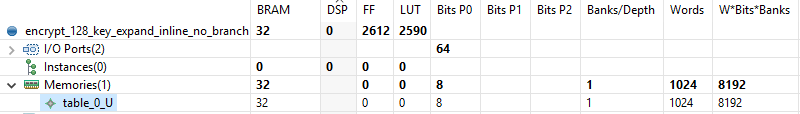 BRAM DSP FF LUT Bits P0 Bits P1 Bits P2 Banks/Depth Words W*Bits*Banks
encrypt_128_key_expand_inline_no_branch 32 0 2612 2590
I/O Ports(2) 64
Instances(0) 0 0 0 0
Memories(1) 32 0 0 8 1 1024 8192
table_0_U 32 0 0 8 1 1024 8192